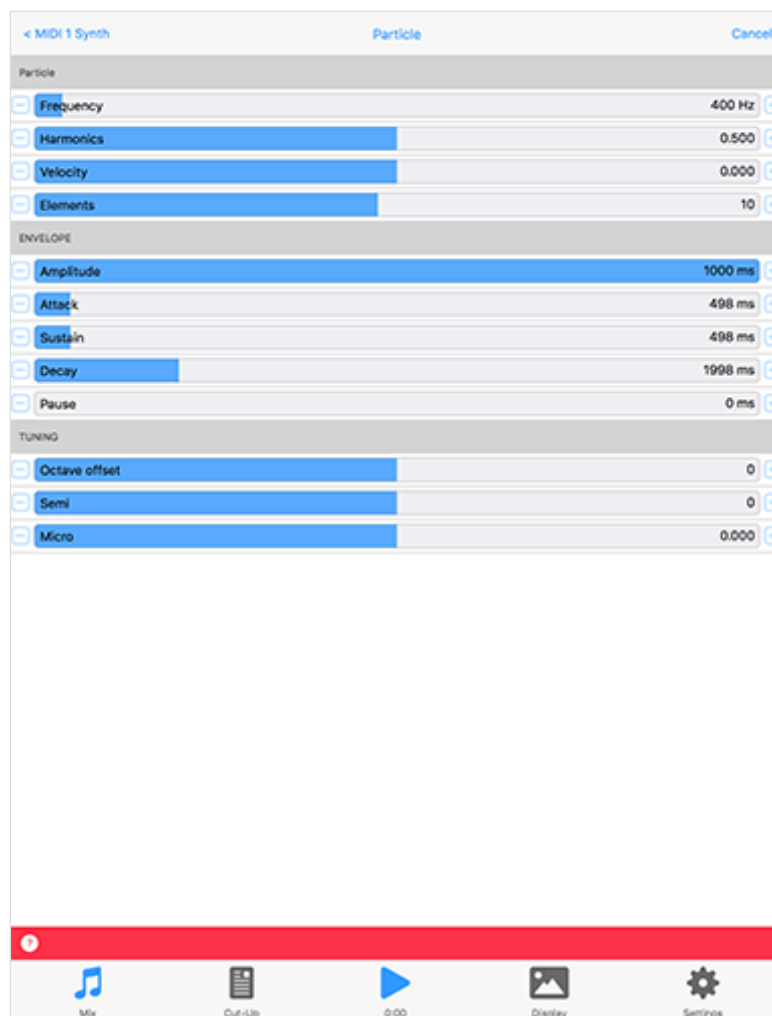 < MIDI 1 Synth Particle Cancel
Particle
Frequency 400 Hz
Harmonics 0.500
Velocity 0.000
Elements 10
ENVELOPE
Amplitude 1000 ms
Attack 498 ms
Sustain 498 ms
Decay 1998 ms
Pause 0 ms
TUNING
Octave offset 0
Semi 0
Micro 0.000
?
Mix Cut-Up 0:00 Display Settings